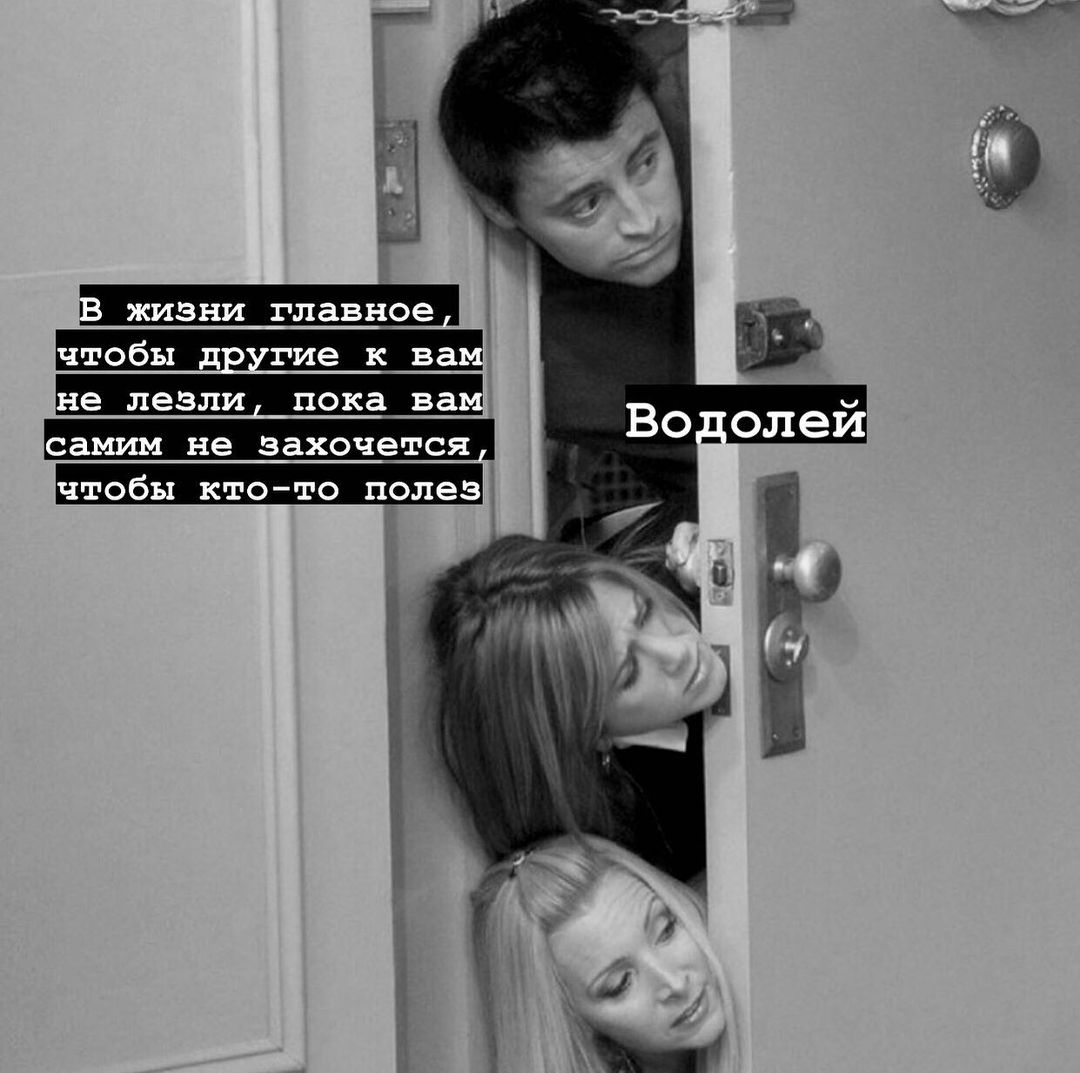 В жизни главное,
чтобы другие к вам
не лезли, пока вам
самим не захочется,
чтобы кто-то полез
Водолей